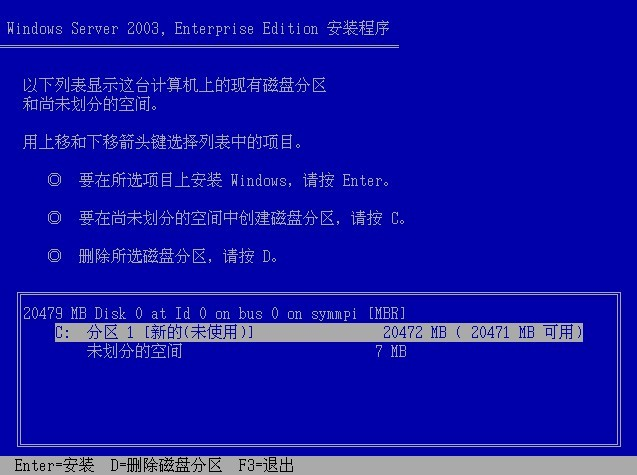 Windows Server 2003, Enterprise Edition 安装程序
以下列表显示这台计算机上的现有磁盘分区
和尚未划分的空间。
用上移和下移箭头键选择列表中的项目。
◎ 要在所选项目上安装 Windows，请按 Enter。
◎ 要在尚未划分的空间中创建磁盘分区，请按 C。
◎ 删除所选磁盘分区，请按 D。
20479 MB Disk 0 at Id 0 on bus 0 on symmpi [MBR]
C: 分区 1 [新的(未使用)] 20472 MB ( 20471 MB 可用)
未划分的空间 7 MB
Enter=安装 D=删除磁盘分区 F3=退出